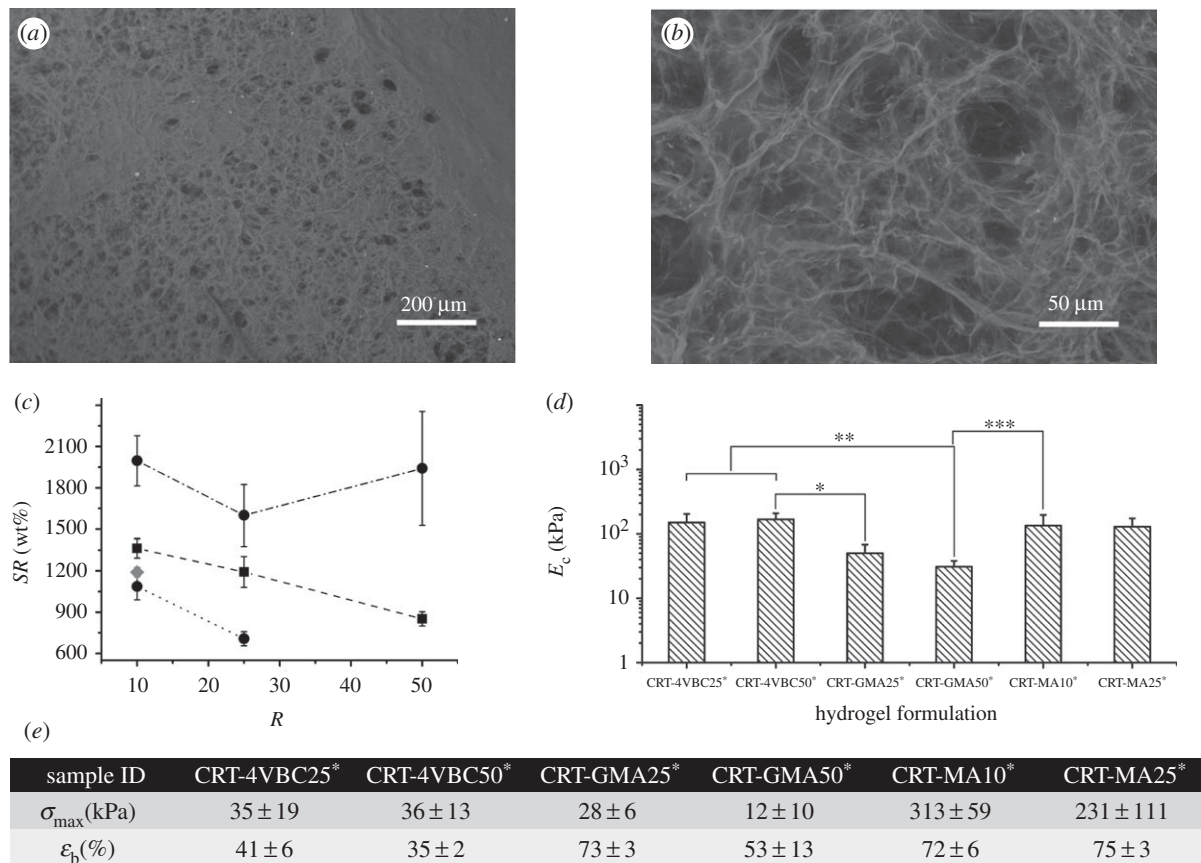 (a)
200 μm
(b)
50 μm
(c)
2100
1800
1500
1200
900
600
SR (wt%)
10 20 30 40 50
R
(d)
10³
10²
10
1
E_c (kPa)
** ***
*
CRT-4VBC25* CRT-4VBC50* CRT-GMA25* CRT-GMA50* CRT-MA10* CRT-MA25*
hydrogel formulation
(e)
sample ID CRT-4VBC25* CRT-4VBC50* CRT-GMA25* CRT-GMA50* CRT-MA10* CRT-MA25*
σ_max(kPa) 35 ± 19 36 ± 13 28 ± 6 12 ± 10 313 ± 59 231 ± 111
ε_b(%) 41 ± 6 35 ± 2 73 ± 3 53 ± 13 72 ± 6 75 ± 3